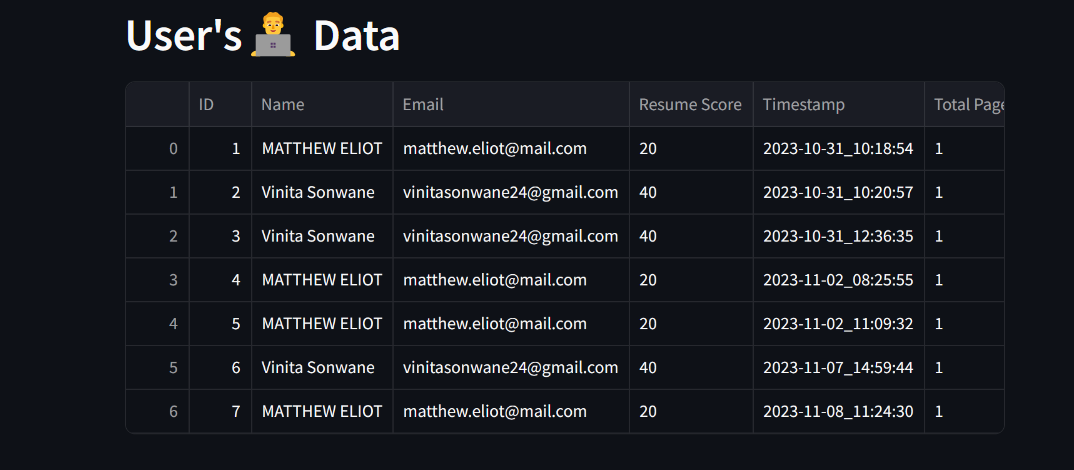 User's 🧑‍💻 Data
ID Name Email Resume Score Timestamp Total Page
0 1 MATTHEW ELIOT matthew.eliot@mail.com 20 2023-10-31_10:18:54 1
1 2 Vinita Sonwane vinitasonwane24@gmail.com 40 2023-10-31_10:20:57 1
2 3 Vinita Sonwane vinitasonwane24@gmail.com 40 2023-10-31_12:36:35 1
3 4 MATTHEW ELIOT matthew.eliot@mail.com 20 2023-11-02_08:25:55 1
4 5 MATTHEW ELIOT matthew.eliot@mail.com 20 2023-11-02_11:09:32 1
5 6 Vinita Sonwane vinitasonwane24@gmail.com 40 2023-11-07_14:59:44 1
6 7 MATTHEW ELIOT matthew.eliot@mail.com 20 2023-11-08_11:24:30 1